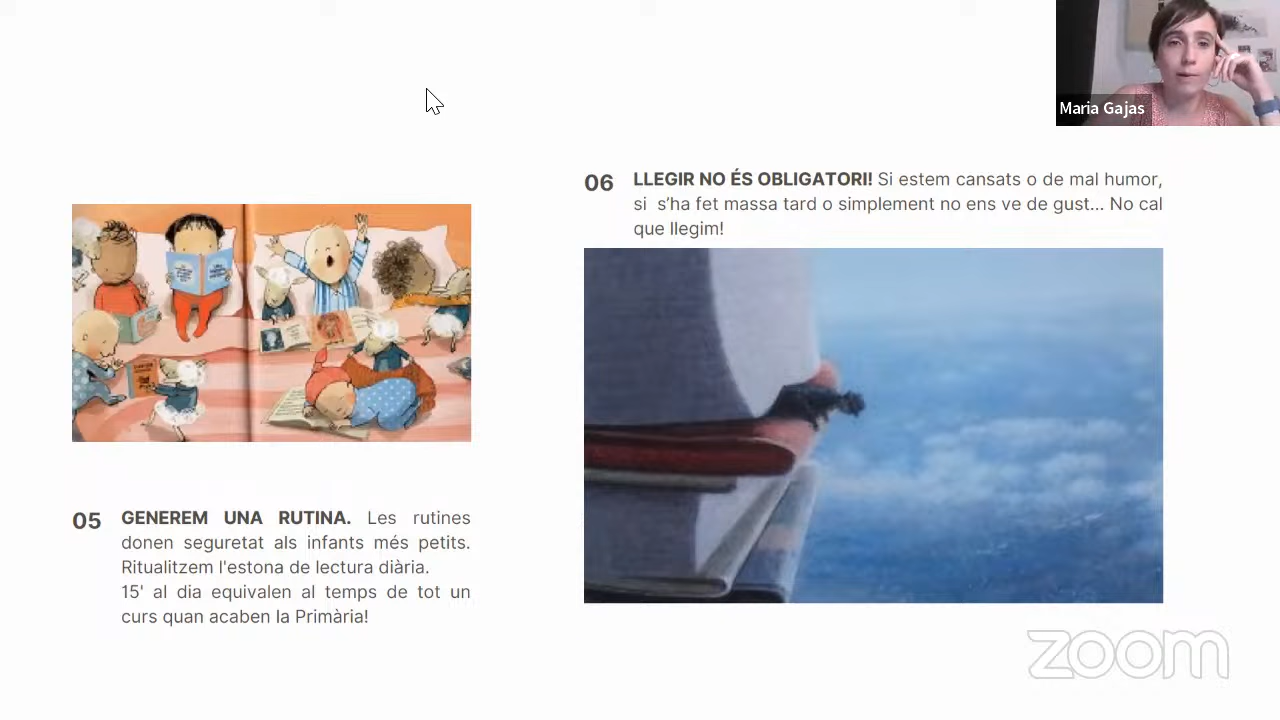 Maria Gajas
06 LLEGIR NO ÉS OBLIGATORI! Si estem cansats o de mal humor,
si s'ha fet massa tard o simplement no ens ve de gust... No cal
que llegim!
05 GENEREM UNA RUTINA. Les rutines
donen seguretat als infants més petits.
Ritualitzem l'estona de lectura diària.
15' al dia equivalen al temps de tot un
curs quan acaben la Primària!
zoom